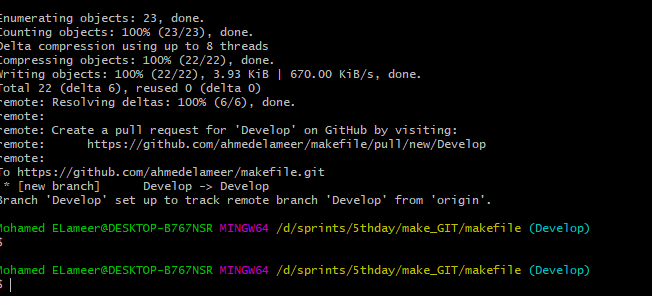 Enumerating objects: 23, done.
Counting objects: 100% (23/23), done.
Delta compression using up to 8 threads
Compressing objects: 100% (22/22), done.
Writing objects: 100% (22/22), 3.93 KiB | 670.00 KiB/s, done.
Total 22 (delta 6), reused 0 (delta 0)
remote: Resolving deltas: 100% (6/6), done.
remote:
remote: Create a pull request for 'Develop' on GitHub by visiting:
remote:      https://github.com/ahmedelameer/makefile/pull/new/Develop
remote:
To https://github.com/ahmedelameer/makefile.git
 * [new branch]      Develop -> Develop
Branch 'Develop' set up to track remote branch 'Develop' from 'origin'.
Mohamed ELameer@DESKTOP-B767NSR MINGW64 /d/sprints/5thday/make_GIT/makefile (Develop)
$
Mohamed ELameer@DESKTOP-B767NSR MINGW64 /d/sprints/5thday/make_GIT/makefile (Develop)
$